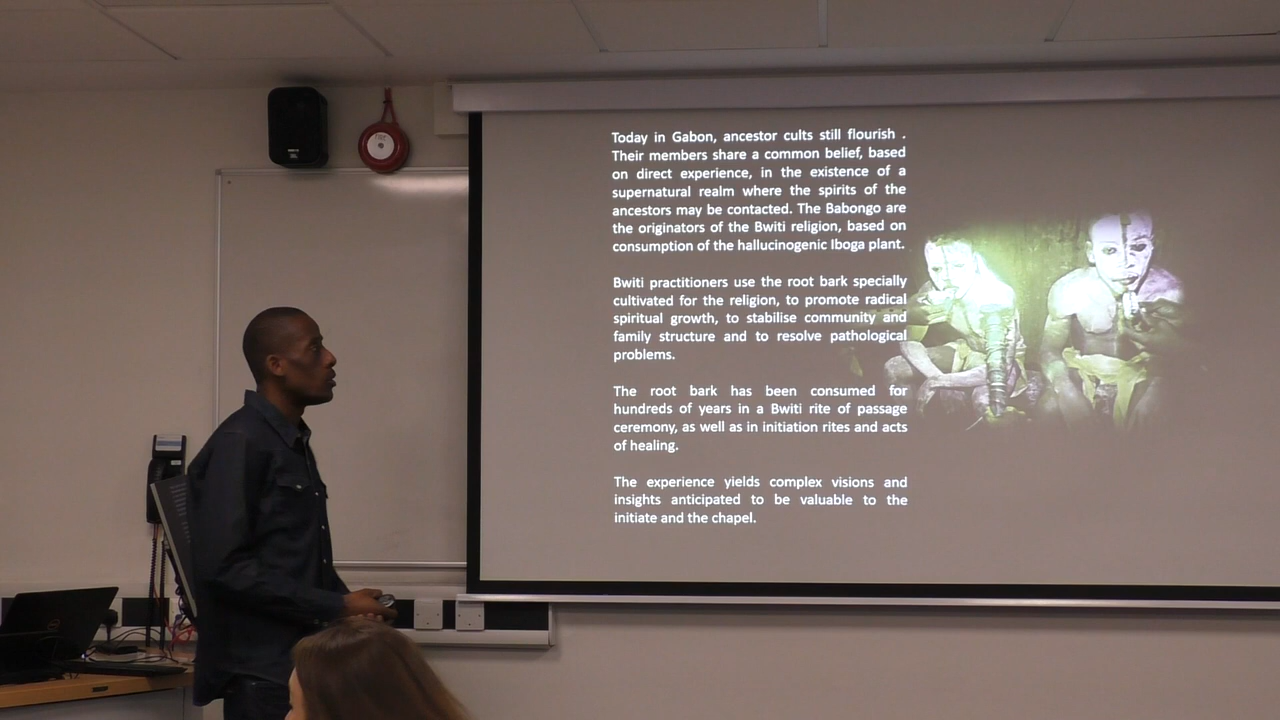 Today in Gabon, ancestor cults still flourish .
Their members share a common belief, based
on direct experience, in the existence of a
supernatural realm where the spirits of the
ancestors may be contacted. The Babongo are
the originators of the Bwiti religion, based on
consumption of the hallucinogenic Iboga plant.
Bwiti practitioners use the root bark specially
cultivated for the religion, to promote radical
spiritual growth, to stabilise community and
family structure and to resolve pathological
problems.
The root bark has been consumed for
hundreds of years in a Bwiti rite of passage
ceremony, as well as in initiation rites and acts
of healing.
The experience yields complex visions and
insights anticipated to be valuable to the
initiate and the chapel.